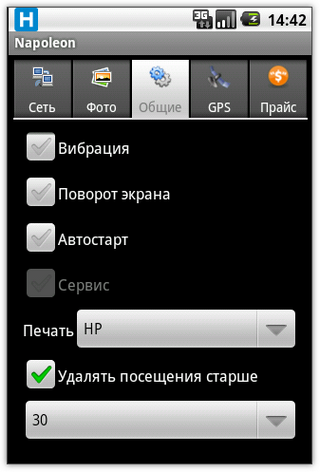 H 3G 14:42
Napoleon
Сеть Фото Общие GPS Прайс
Вибрация
Поворот экрана
Автостарт
Сервис
Печать HP
Удалять посещения старше
30